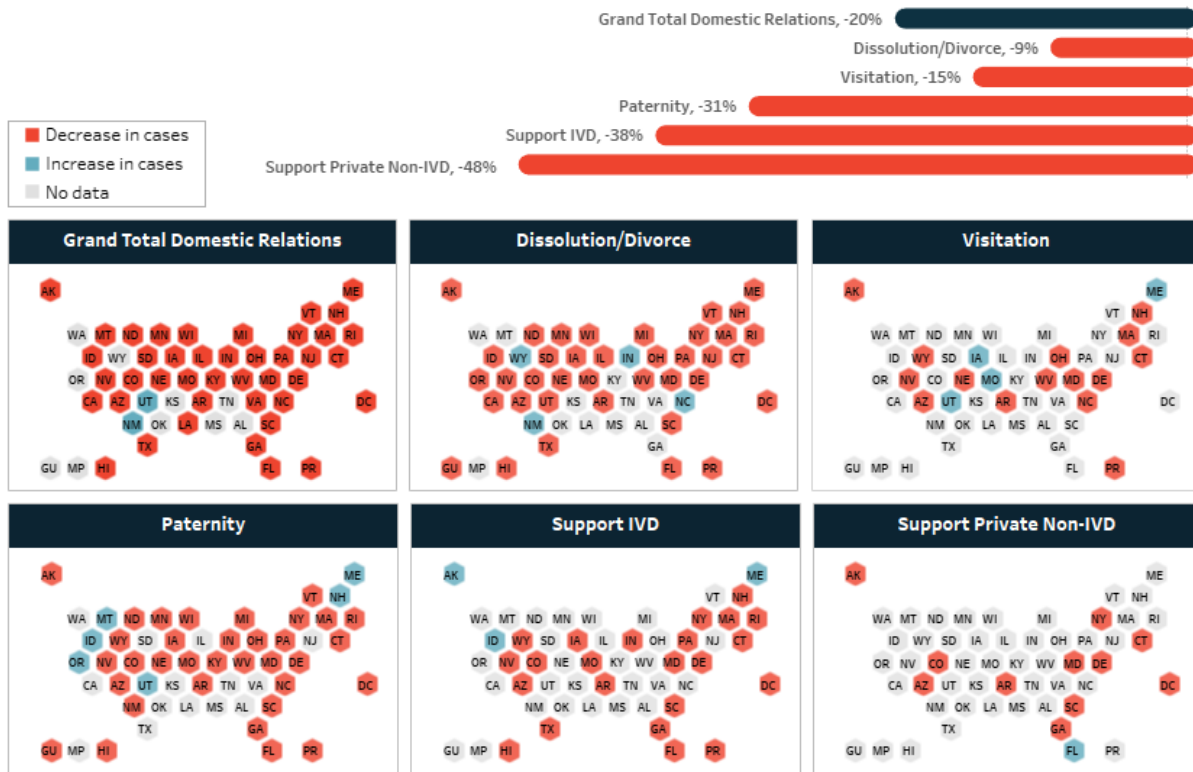 Grand Total Domestic Relations, -20%
Dissolution/Divorce, -9%
Visitation, -15%
Paternity, -31%
Support IVD, -38%
Support Private Non-IVD, -48%
Decrease in cases
Increase in cases
No data
Grand Total Domestic Relations
AK ME
VT NH
WA MT ND MN WI MI NY MA RI
ID WY SD IA IL IN OH PA NJ CT
OR NV CO NE MO KY WV MD DE
CA AZ UT KS AR TN VA NC DC
NM OK LA MS AL SC
TX GA
GU MP HI FL PR
Dissolution/Divorce
AK ME
VT NH
WA MT ND MN WI MI NY MA RI
ID WY SD IA IL IN OH PA NJ CT
OR NV CO NE MO KY WV MD DE
CA AZ UT KS AR TN VA NC DC
NM OK LA MS AL SC
TX GA
GU MP HI FL PR
Visitation
AK ME
VT NH
WA MT ND MN WI MI NY MA RI
ID WY SD IA IL IN OH PA NJ CT
OR NV CO NE MO KY WV MD DE
CA AZ UT KS AR TN VA NC DC
NM OK LA MS AL SC
TX GA
GU MP HI FL PR
Paternity
AK ME
VT NH
WA MT ND MN WI MI NY MA RI
ID WY SD IA IL IN OH PA NJ CT
OR NV CO NE MO KY WV MD DE
CA AZ UT KS AR TN VA NC DC
NM OK LA MS AL SC
TX GA
GU MP HI FL PR
Support IVD
AK ME
VT NH
WA MT ND MN WI MI NY MA RI
ID WY SD IA IL IN OH PA NJ CT
OR NV CO NE MO KY WV MD DE
CA AZ UT KS AR TN VA NC DC
NM OK LA MS AL SC
TX GA
GU MP HI FL PR
Support Private Non-IVD
AK ME
VT NH
WA MT ND MN WI MI NY MA RI
ID WY SD IA IL IN OH PA NJ CT
OR NV CO NE MO KY WV MD DE
CA AZ UT KS AR TN VA NC DC
NM OK LA MS AL SC
TX GA
GU MP HI FL PR